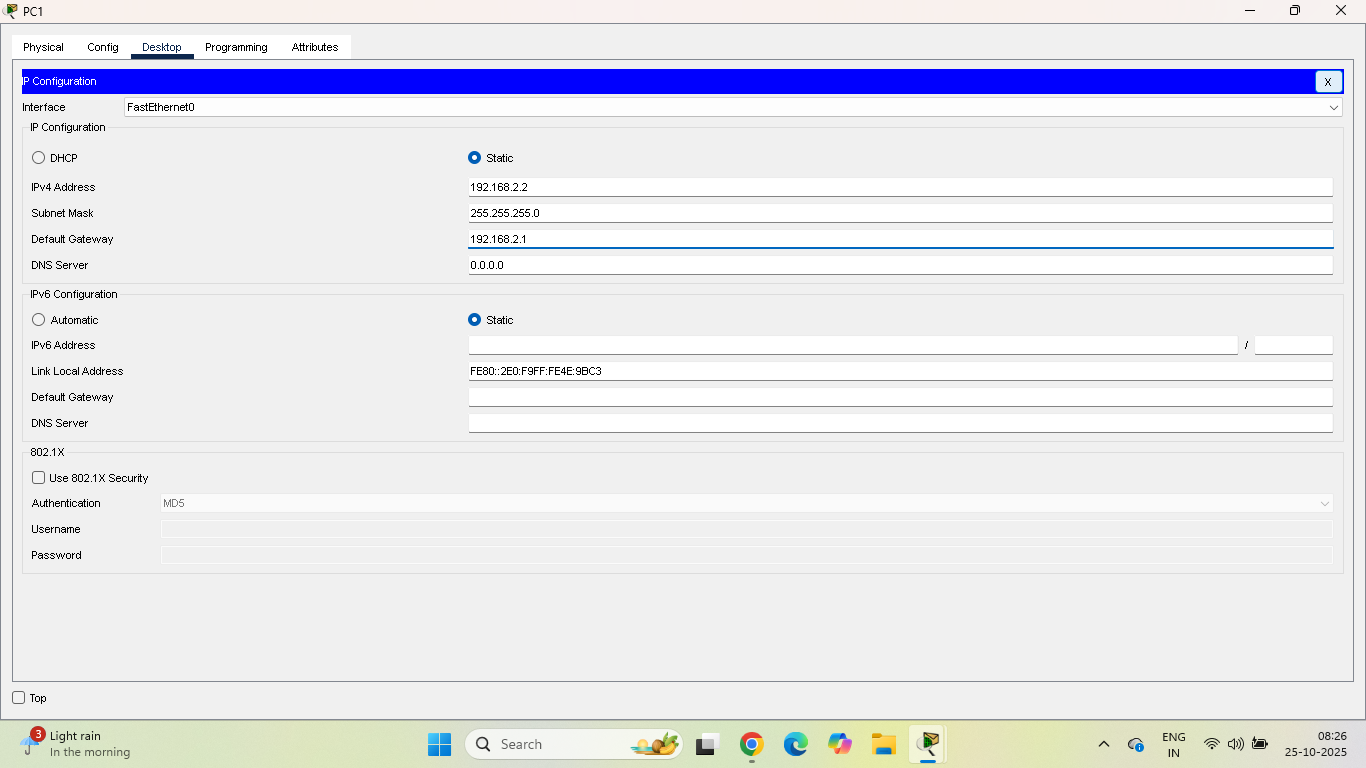 PC1
Physical Config Desktop Programming Attributes
IP Configuration X
Interface FastEthernet0
IP Configuration
DHCP Static
IPv4 Address 192.168.2.2
Subnet Mask 255.255.255.0
Default Gateway 192.168.2.1
DNS Server 0.0.0.0
IPv6 Configuration
Automatic Static
IPv6 Address /
Link Local Address FE80::2E0:F9FF:FE4E:9BC3
Default Gateway
DNS Server
802.1X
Use 802.1X Security
Authentication MD5
Username
Password
Top
3 Light rain
In the morning
Search
ENG
IN
08:26
25-10-2025